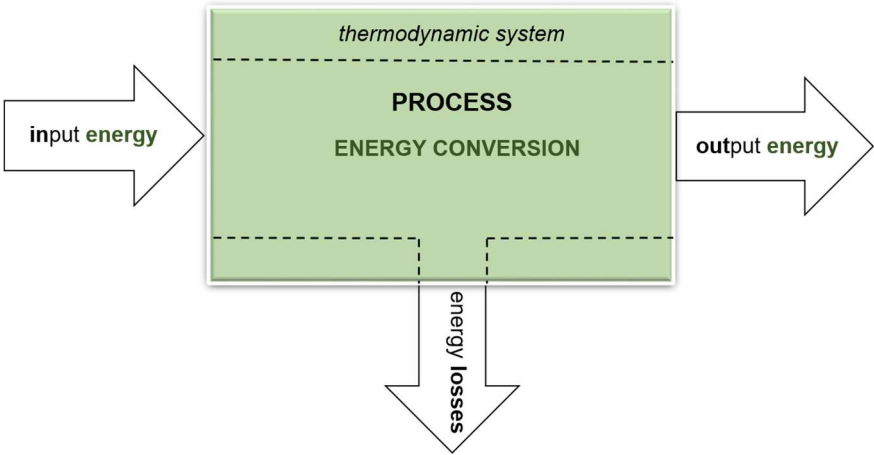 thermodynamic system
PROCESS
input energy
ENERGY CONVERSION
output energy
energy losses